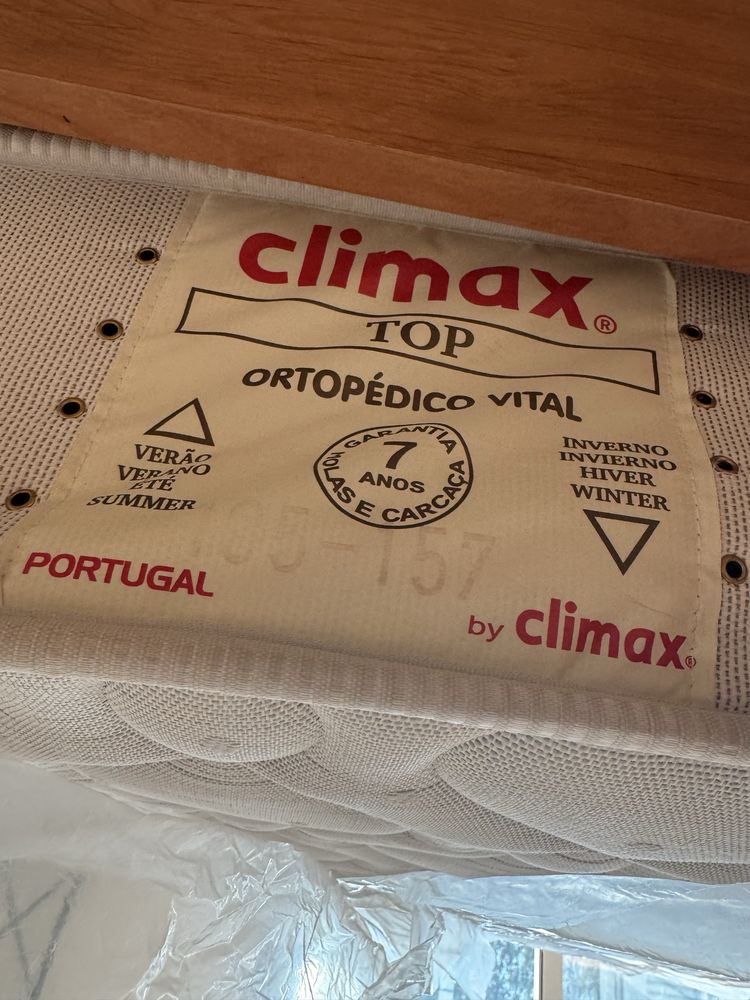 climax®
TOP
ORTOPÉDICO VITAL
VERÃO
VERANO
ÉTÉ
SUMMER
GARANTIA
7
ANOS
MOLAS E CARCAÇA
INVERNO
INVIERNO
HIVER
WINTER
PORTUGAL
by climax®